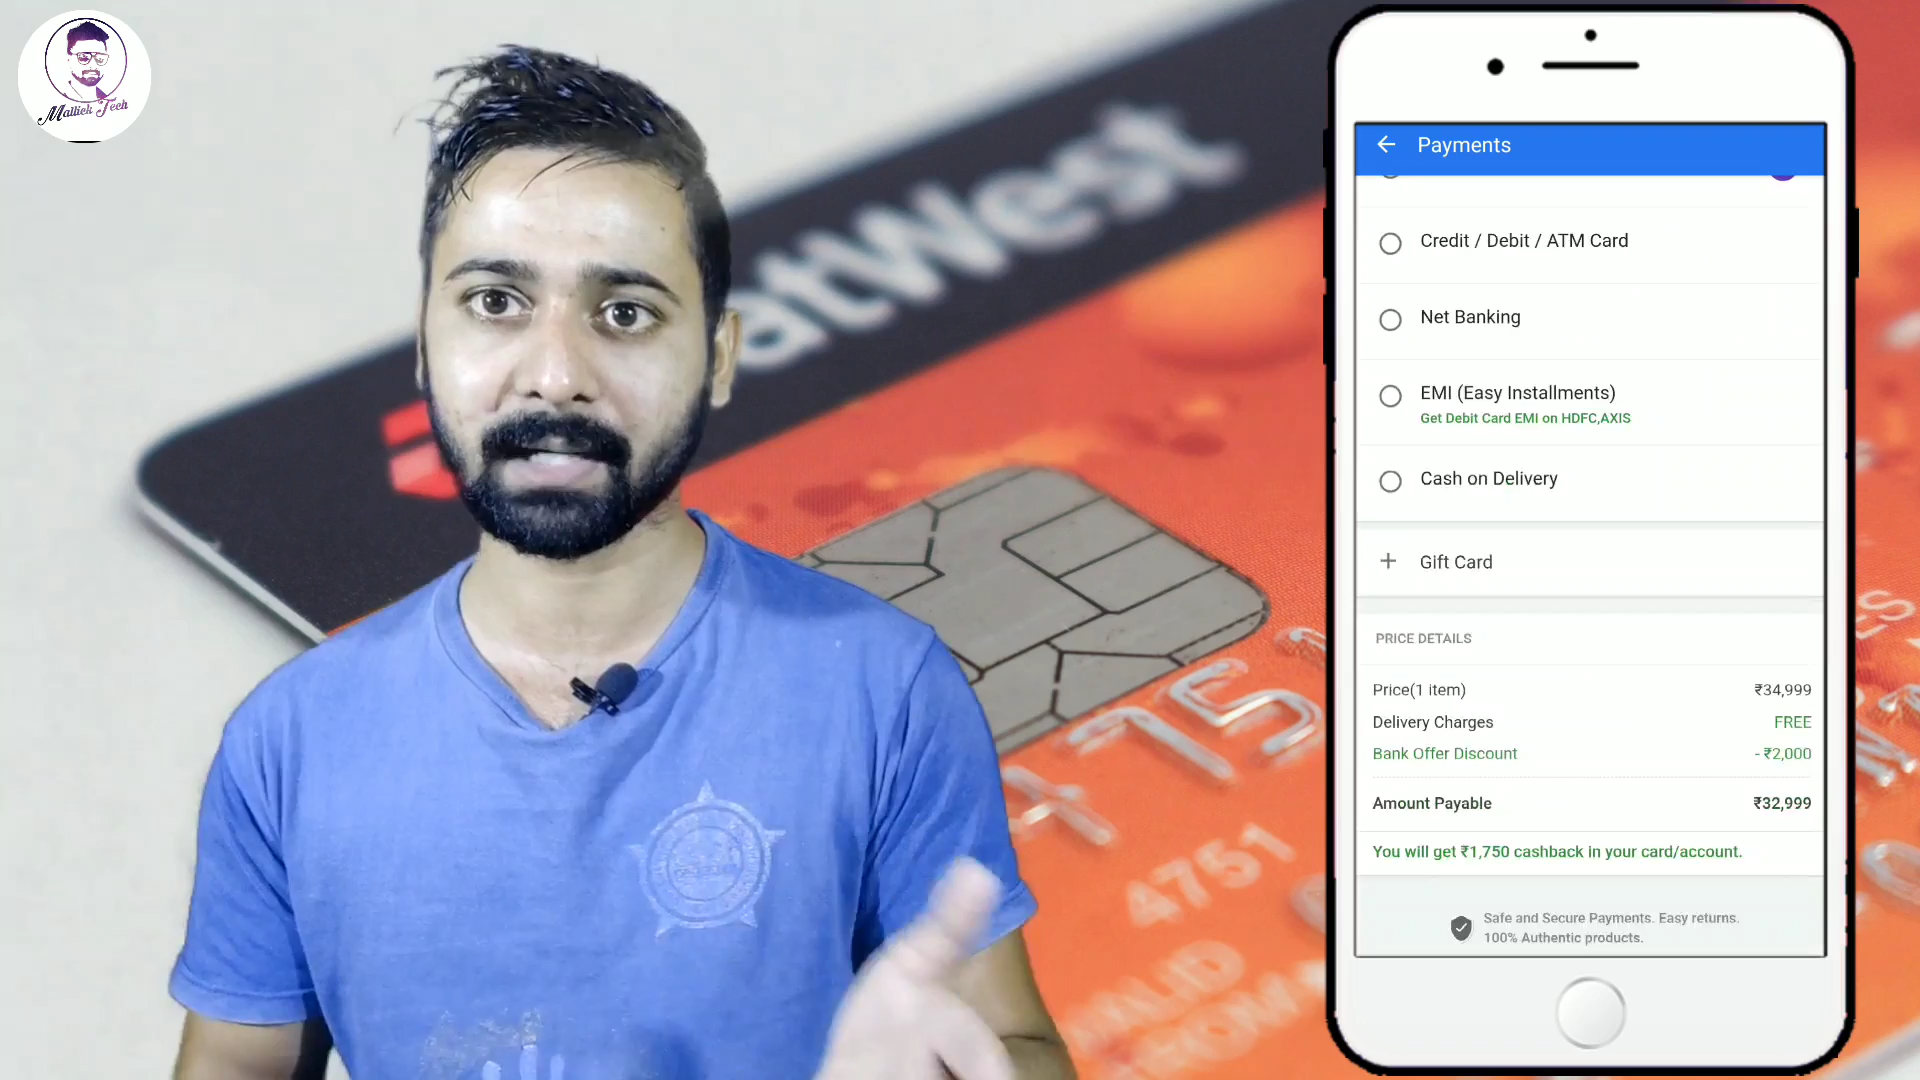 Mallick Tech
atWest
4751
Payments
Credit / Debit / ATM Card
Net Banking
EMI (Easy Installments)
Get Debit Card EMI on HDFC,AXIS
Cash on Delivery
Gift Card
PRICE DETAILS
Price(1 item) ₹34,999
Delivery Charges FREE
Bank Offer Discount - ₹2,000
Amount Payable ₹32,999
You will get ₹1,750 cashback in your card/account.
Safe and Secure Payments. Easy returns.
100% Authentic products.